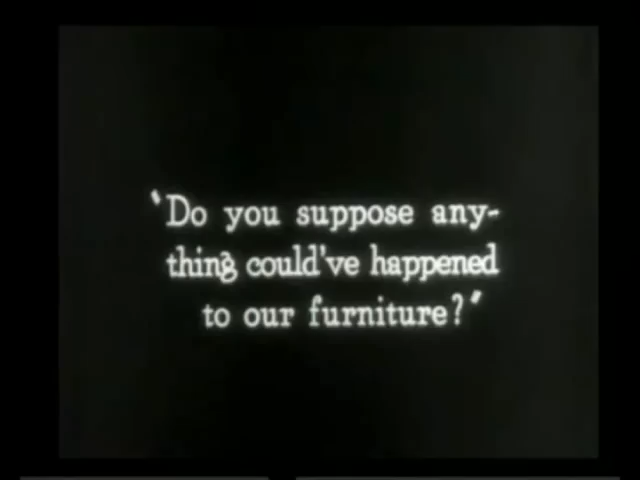 "Do you suppose any-
thing could've happened
to our furniture?"